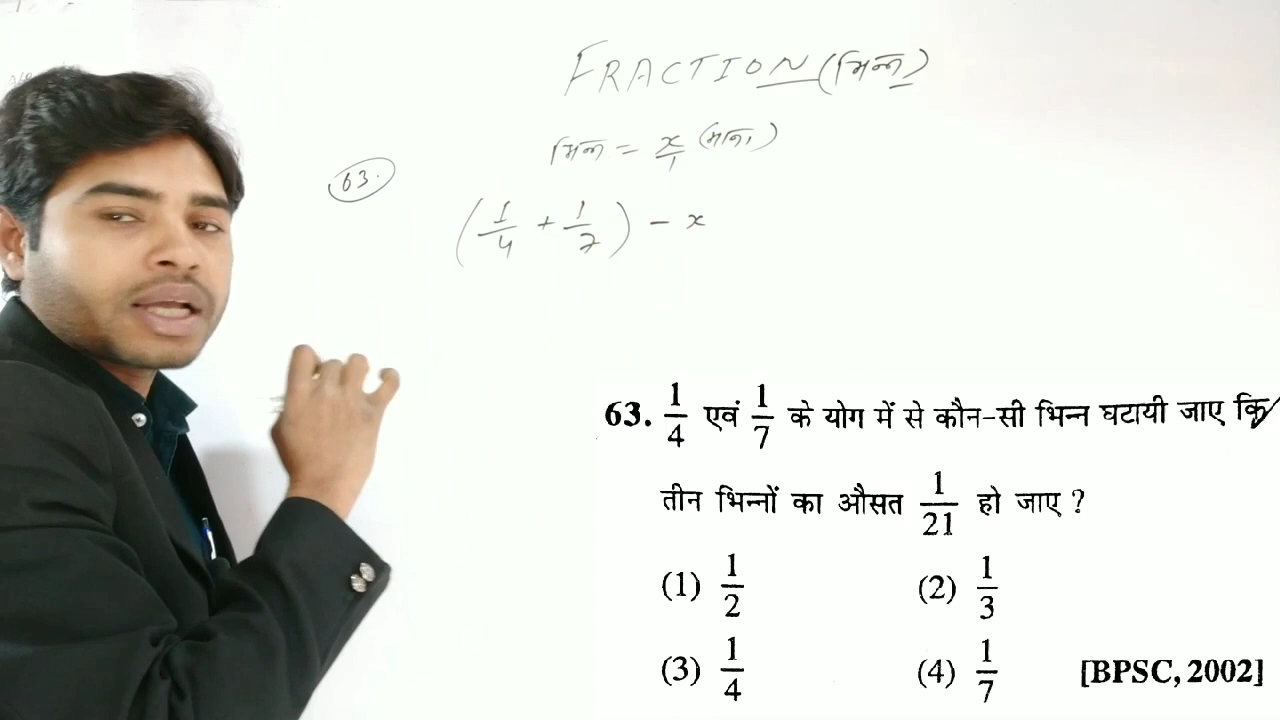 FRACTION (भिन्न)
भिन्न = x/1 (माना)
63.
(1/4 + 1/7) - x
63. 1/4 एवं 1/7 के योग में से कौन-सी भिन्न घटायी जाए कि
तीन भिन्नों का औसत 1/21 हो जाए ?
(1) 1/2 (2) 1/3
(3) 1/4 (4) 1/7 [BPSC, 2002]